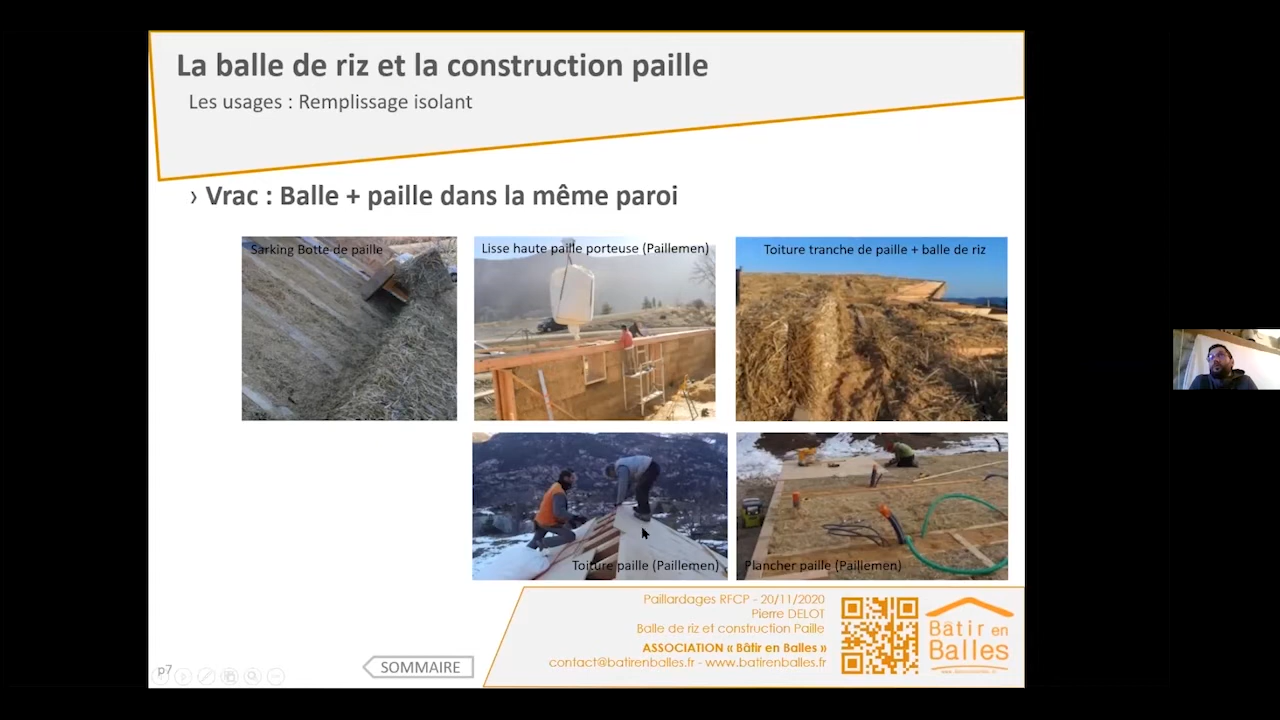 La balle de riz et la construction paille
Les usages : Remplissage isolant
› Vrac : Balle + paille dans la même paroi
Sarking Botte de paille
Lisse haute paille porteuse (Paillemen)
Toiture tranche de paille + balle de riz
Toiture paille (Paillemen)
Plancher paille (Paillemen)
Paillardages RFCP - 20/11/2020
Pierre DELOT
Balle de riz et construction Paille
ASSOCIATION « Bâtir en Balles »
contact@batirenballes.fr - www.batirenballes.fr
Bâtir en
Balles
www.batirenballes.fr
SOMMAIRE
p7